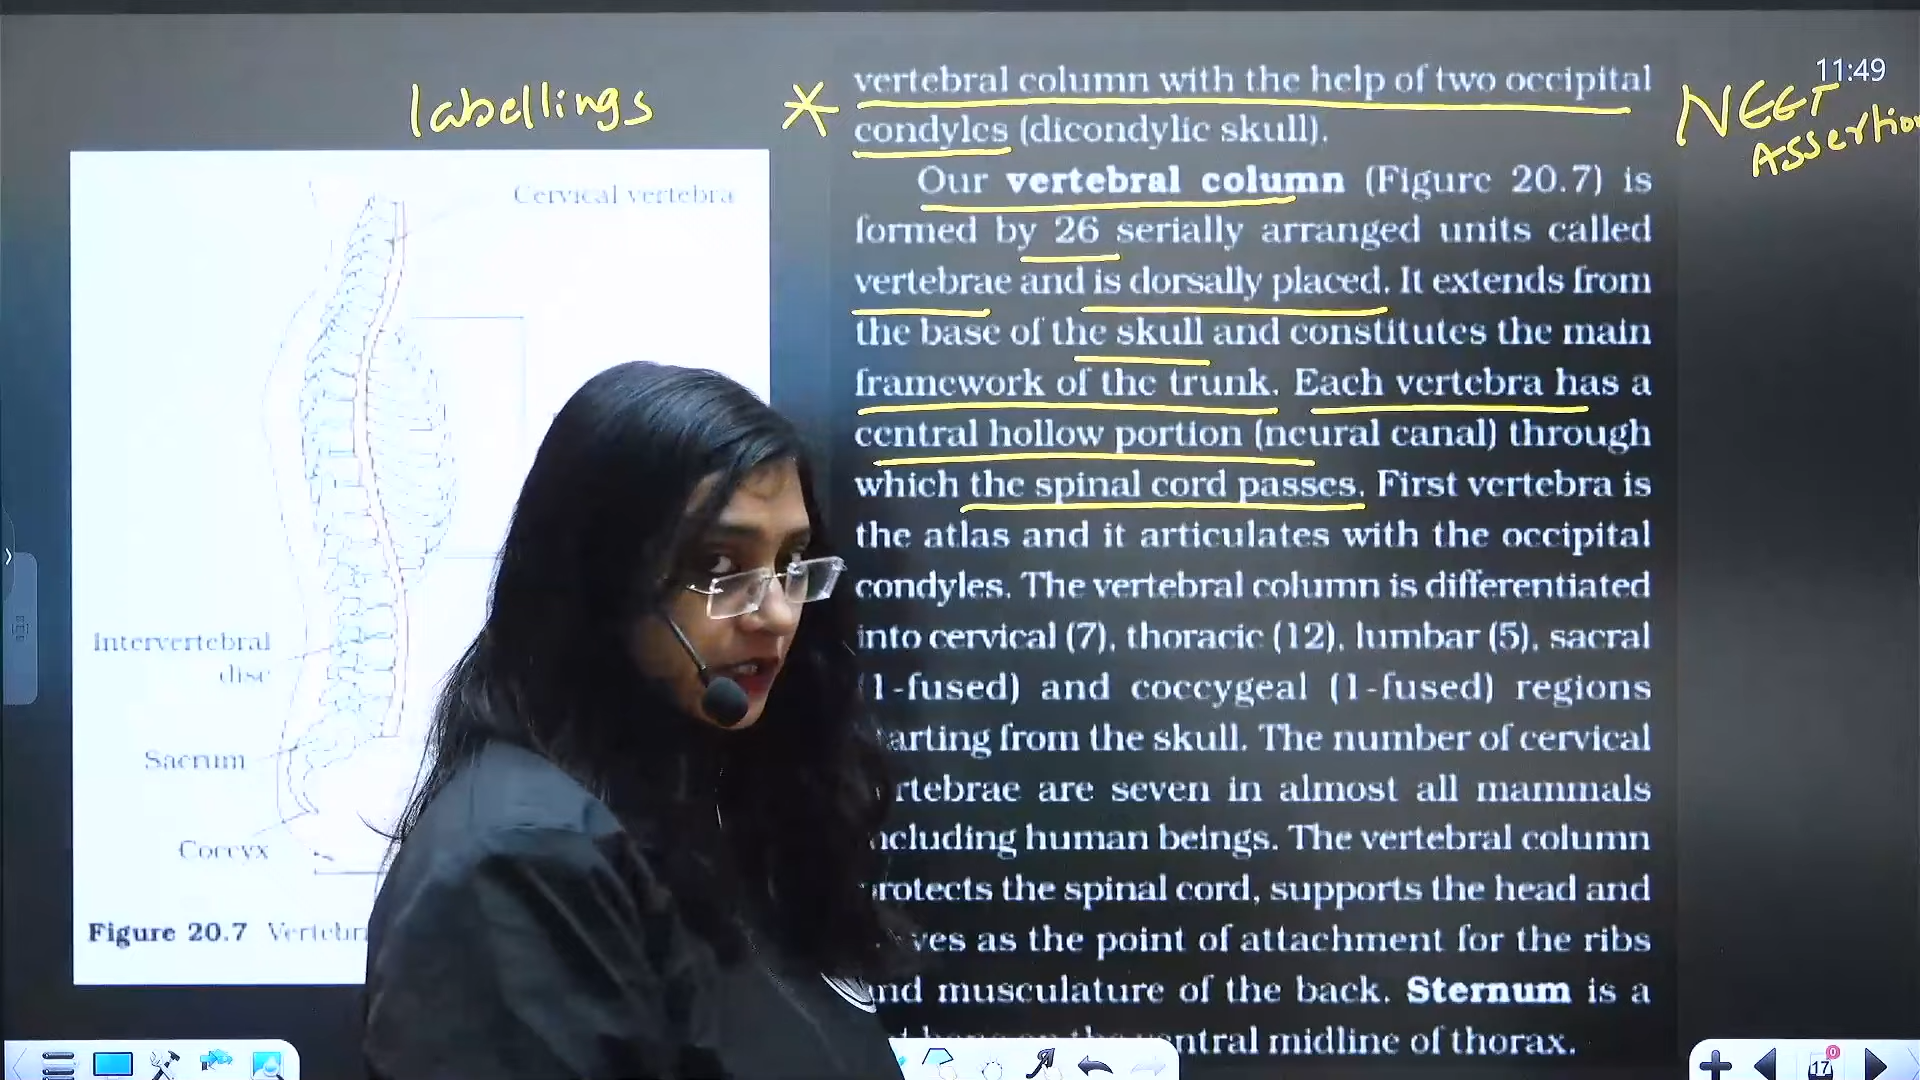 11:49
labellings
NEET
Assertion
vertebral column with the help of two occipital
condyles (dicondylic skull).
Our vertebral column (Figure 20.7) is
formed by 26 serially arranged units called
vertebrae and is dorsally placed. It extends from
the base of the skull and constitutes the main
framework of the trunk. Each vertebra has a
central hollow portion (neural canal) through
which the spinal cord passes. First vertebra is
the atlas and it articulates with the occipital
condyles. The vertebral column is differentiated
into cervical (7), thoracic (12), lumbar (5), sacral
(1-fused) and coccygeal (1-fused) regions
arting from the skull. The number of cervical
rtebrae are seven in almost all mammals
ncluding human beings. The vertebral column
rotects the spinal cord, supports the head and
ves as the point of attachment for the ribs
and musculature of the back. Sternum is a
ntral midline of thorax.
Cervical vertebra
Intervertebral
disc
Sacrum
Coccyx
Figure 20.7 Vertebr
17
0